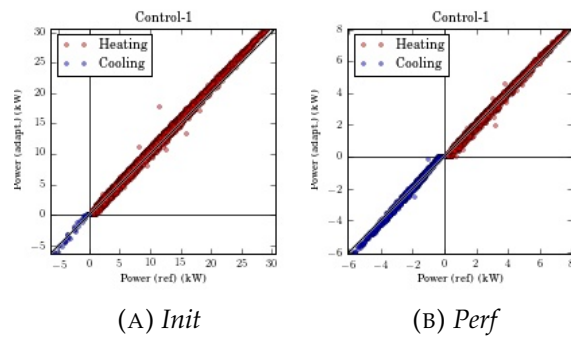 Control-1
Heating
Cooling
Power (adapt.) (kW)
30
25
20
15
10
5
0
−5
−5 0 5 10 15 20 25 30
Power (ref) (kW)
(A) Init
Control-1
Heating
Cooling
Power (adapt.) (kW)
8
6
4
2
0
−2
−4
−6
−6 −4 −2 0 2 4 6 8
Power (ref) (kW)
(B) Perf